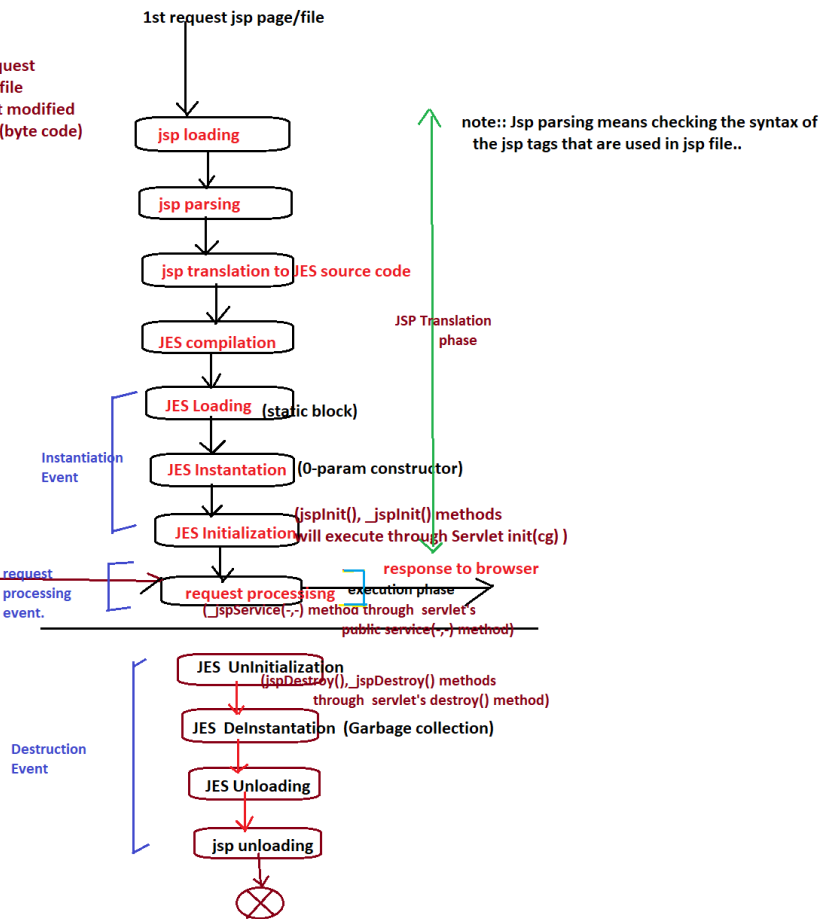 1st request jsp page/file
quest
file
t modified
(byte code)
note:: Jsp parsing means checking the syntax of
the jsp tags that are used in jsp file..
jsp loading
jsp parsing
jsp translation to JES source code
JSP Translation
phase
JES compilation
JES Loading (static block)
Instantiation
Event
JES Instantation (0-param constructor)
(jspInit(), _jspInit() methods
JES Initialization will execute through Servlet init(cg) )
response to browser
request
processing
event.
request processisng
execution phase
(_jspService(-,-) method through servlet's
public service(-,-) method)
JES UnInitialization
(jspDestroy(),_jspDestroy() methods
through servlet's destroy() method)
JES DeInstantation (Garbage collection)
Destruction
Event
JES Unloading
jsp unloading